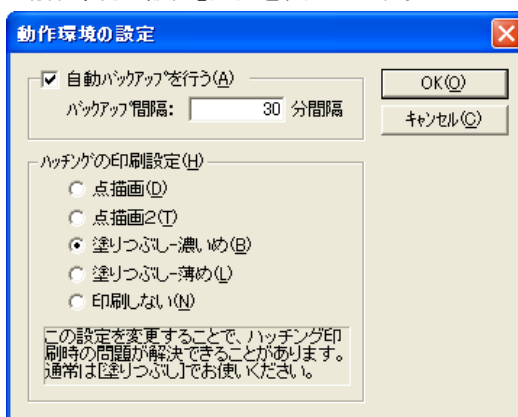 動作環境の設定
自動バックアップを行う(A)
バックアップ間隔: 30 分間隔
OK(O)
キャンセル(C)
ハッチングの印刷設定(H)
点描画(D)
点描画2(T)
塗りつぶし-濃いめ(B)
塗りつぶし-薄め(L)
印刷しない(N)
この設定を変更することで、ハッチング印
刷時の問題が解決できることがあります。
通常は[塗りつぶし]でお使いください。